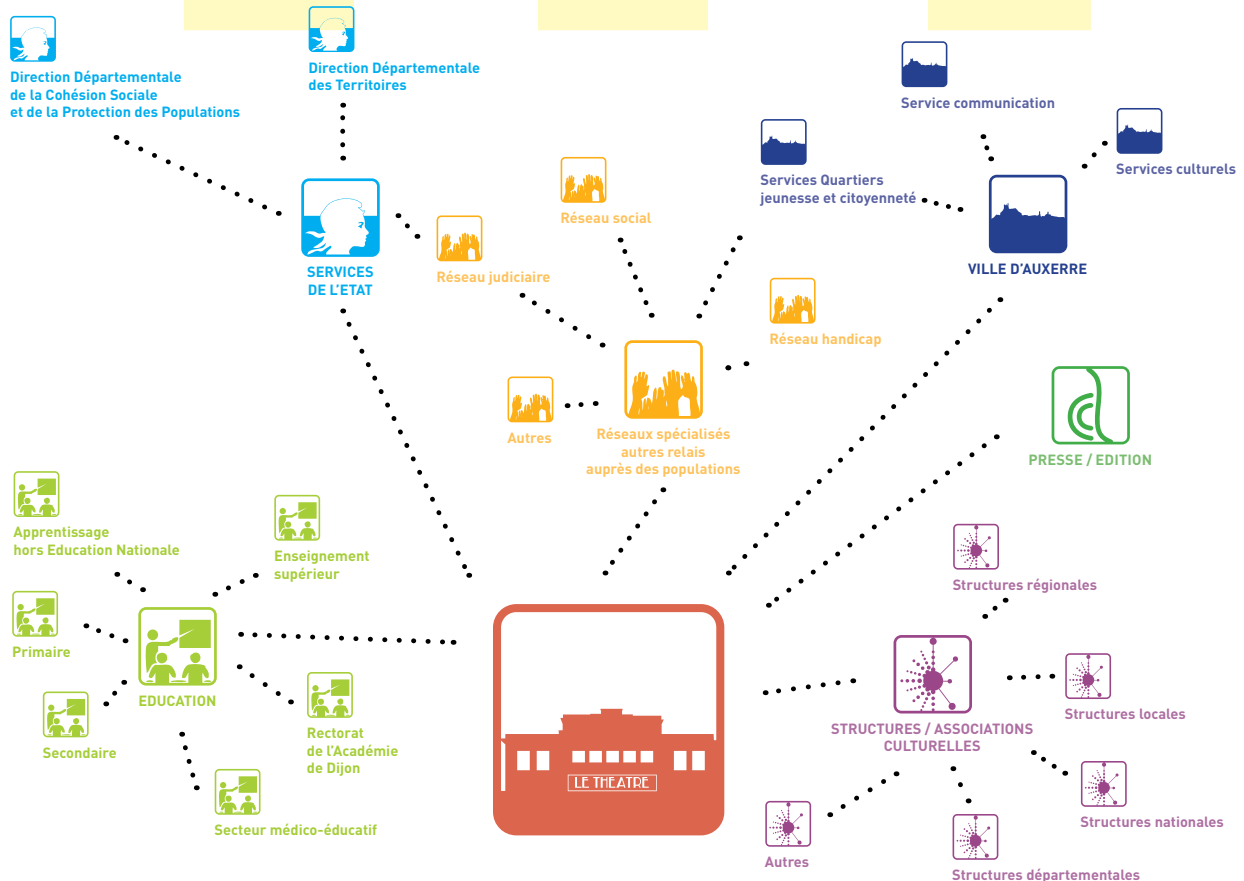 Direction Départementale
de la Cohésion Sociale
et de la Protection des Populations
Direction Départementale
des Territoires
Service communication
Services culturels
Services Quartiers
jeunesse et citoyenneté
VILLE D'AUXERRE
SERVICES
DE L'ETAT
Réseau social
Réseau judiciaire
Réseau handicap
Autres
Réseaux spécialisés
autres relais
auprès des populations
PRESSE / EDITION
Apprentissage
hors Education Nationale
Enseignement
supérieur
Primaire
EDUCATION
Secondaire
Rectorat
de l'Académie
de Dijon
Secteur médico-éducatif
LE THEATRE
Structures régionales
Structures locales
STRUCTURES / ASSOCIATIONS
CULTURELLES
Structures nationales
Autres
Structures départementales